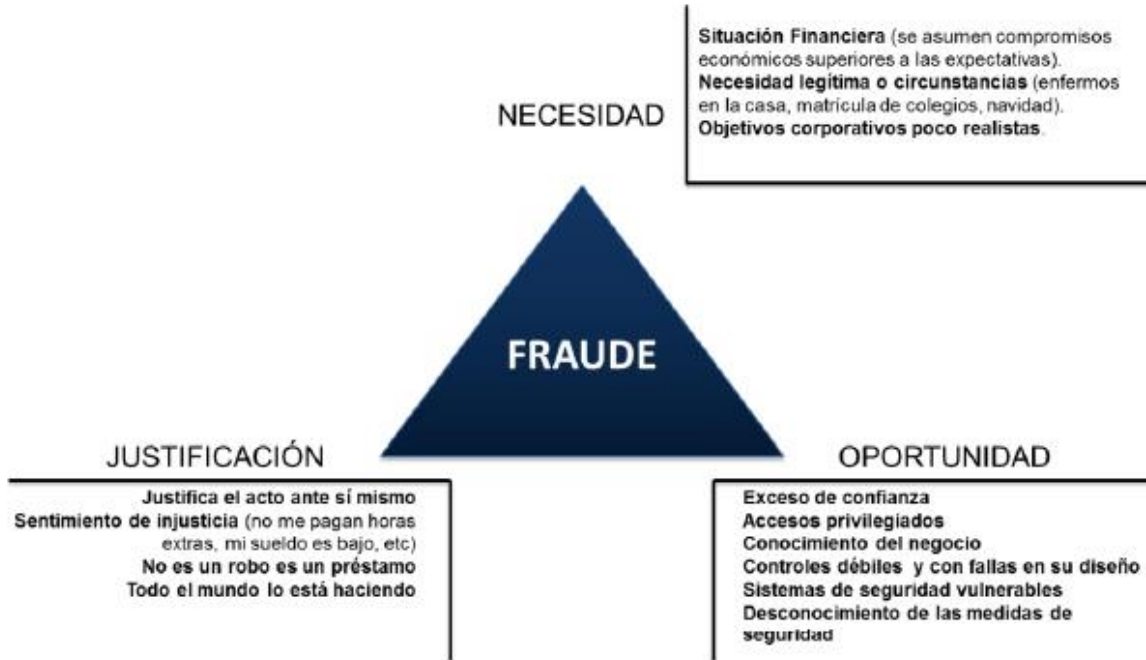 NECESIDAD
Situación Financiera (se asumen compromisos
económicos superiores a las expectativas).
Necesidad legítima o circunstancias (enfermos
en la casa, matrícula de colegios, navidad).
Objetivos corporativos poco realistas.
FRAUDE
JUSTIFICACIÓN
Justifica el acto ante sí mismo
Sentimiento de injusticia (no me pagan horas
extras, mi sueldo es bajo, etc)
No es un robo es un préstamo
Todo el mundo lo está haciendo
OPORTUNIDAD
Exceso de confianza
Accesos privilegiados
Conocimiento del negocio
Controles débiles y con fallas en su diseño
Sistemas de seguridad vulnerables
Desconocimiento de las medidas de
seguridad